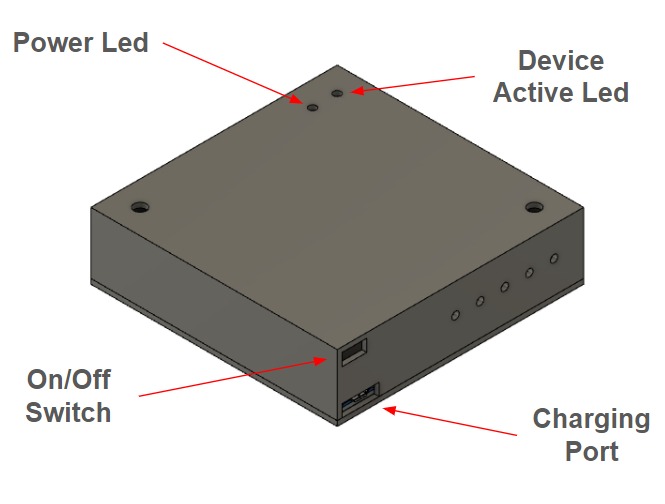 Power Led
Device
Active Led
On/Off
Switch
Charging
Port